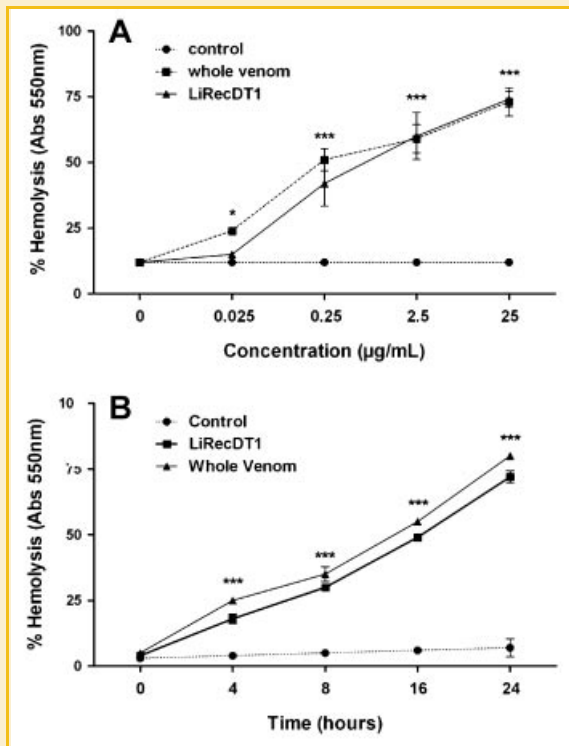 A
control
whole venom
LiRecDT1
% Hemolysis (Abs 550nm)
100
75
50
25
0
*
***
***
***
0 0.025 0.25 2.5 25
Concentration (µg/mL)
B
Control
LiRecDT1
Whole Venom
% Hemolysis (Abs 550nm)
10
75
50
25
0
***
***
***
***
0 4 8 16 24
Time (hours)